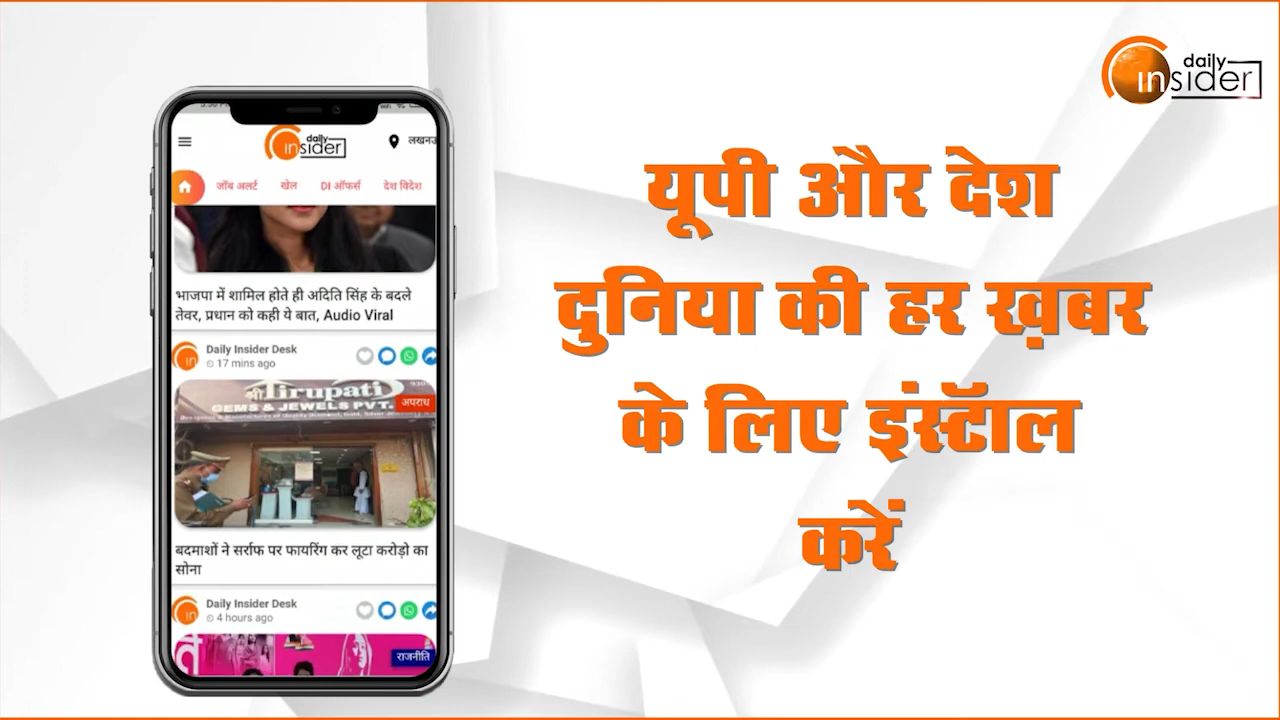 daily
insider
यूपी और देश
दुनिया की हर ख़बर
के लिए इंस्टॉल
करें
daily
insider
लखनऊ
जॉब अलर्ट खेल DI ऑफर्स देश विदेश
भाजपा में शामिल होते ही अदिति सिंह के बदले
तेवर, प्रधान को कही ये बात, Audio Viral
Daily Insider Desk
17 mins ago
श्री Tirupati
GEMS & JEWELS PVT.
अपराध
बदमाशों ने सर्राफ पर फायरिंग कर लूटा करोड़ो का
सोना
Daily Insider Desk
4 hours ago
राजनीति